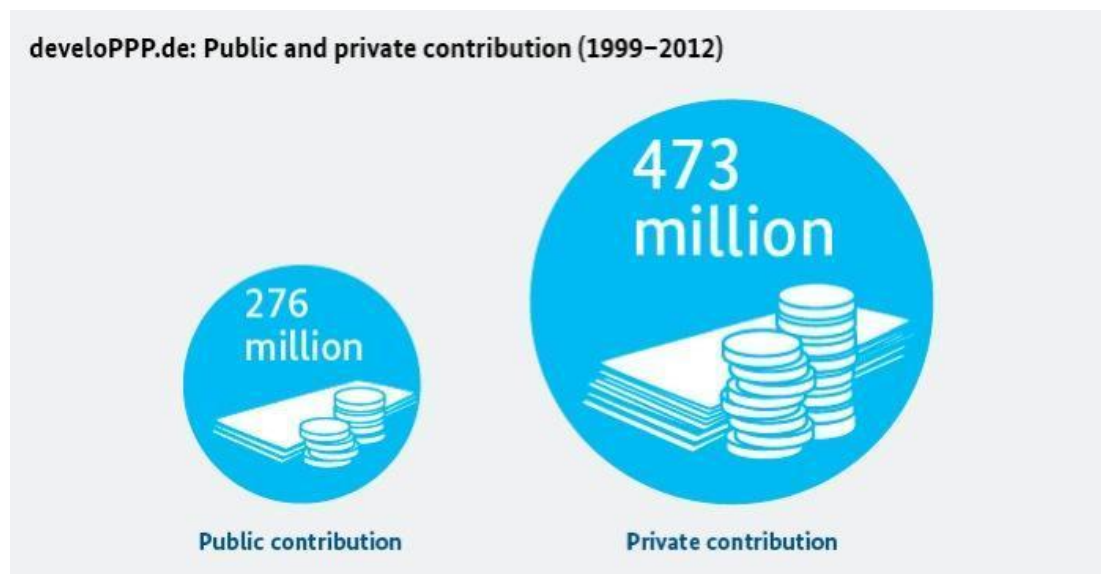 develoPPP.de: Public and private contribution (1999–2012)
473
million
276
million
Public contribution
Private contribution